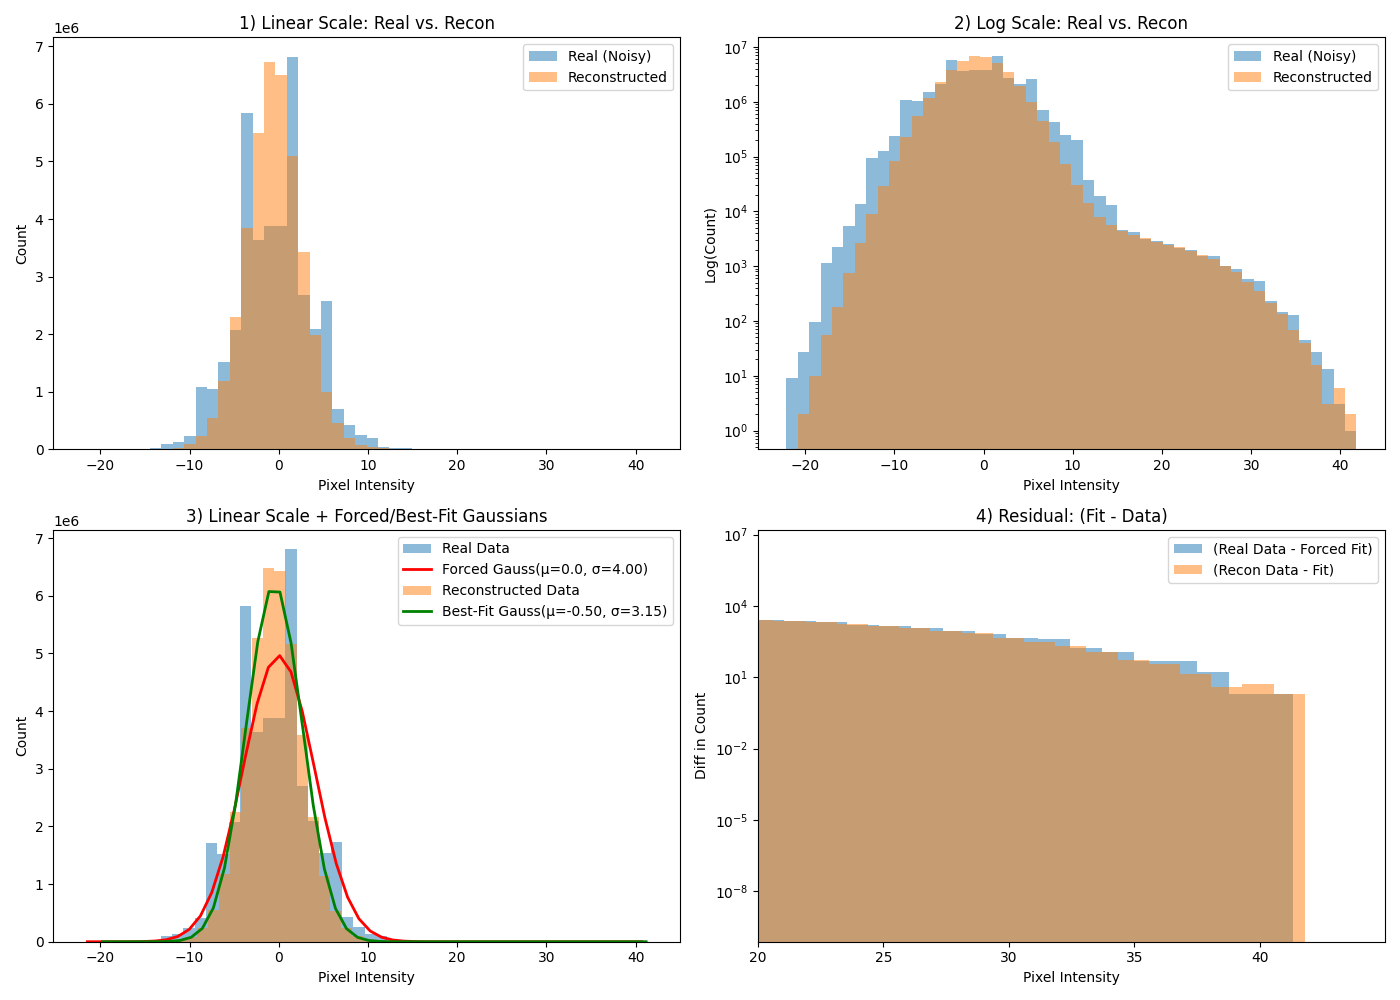 1) Linear Scale: Real vs. Recon
1e6
7
6
5
4
3
2
1
0
Count
−20
−10
0
10
20
30
40
Pixel Intensity
Real (Noisy)
Reconstructed
2) Log Scale: Real vs. Recon
10^7
10^6
10^5
10^4
10^3
10^2
10^1
10^0
Log(Count)
−20
−10
0
10
20
30
40
Pixel Intensity
Real (Noisy)
Reconstructed
3) Linear Scale + Forced/Best-Fit Gaussians
1e6
7
6
5
4
3
2
1
0
Count
−20
−10
0
10
20
30
40
Pixel Intensity
Real Data
Forced Gauss(μ=0.0, σ=4.00)
Reconstructed Data
Best-Fit Gauss(μ=-0.50, σ=3.15)
4) Residual: (Fit - Data)
10^7
10^4
10^1
10^−2
10^−5
10^−8
Diff in Count
20
25
30
35
40
Pixel Intensity
(Real Data - Forced Fit)
(Recon Data - Fit)